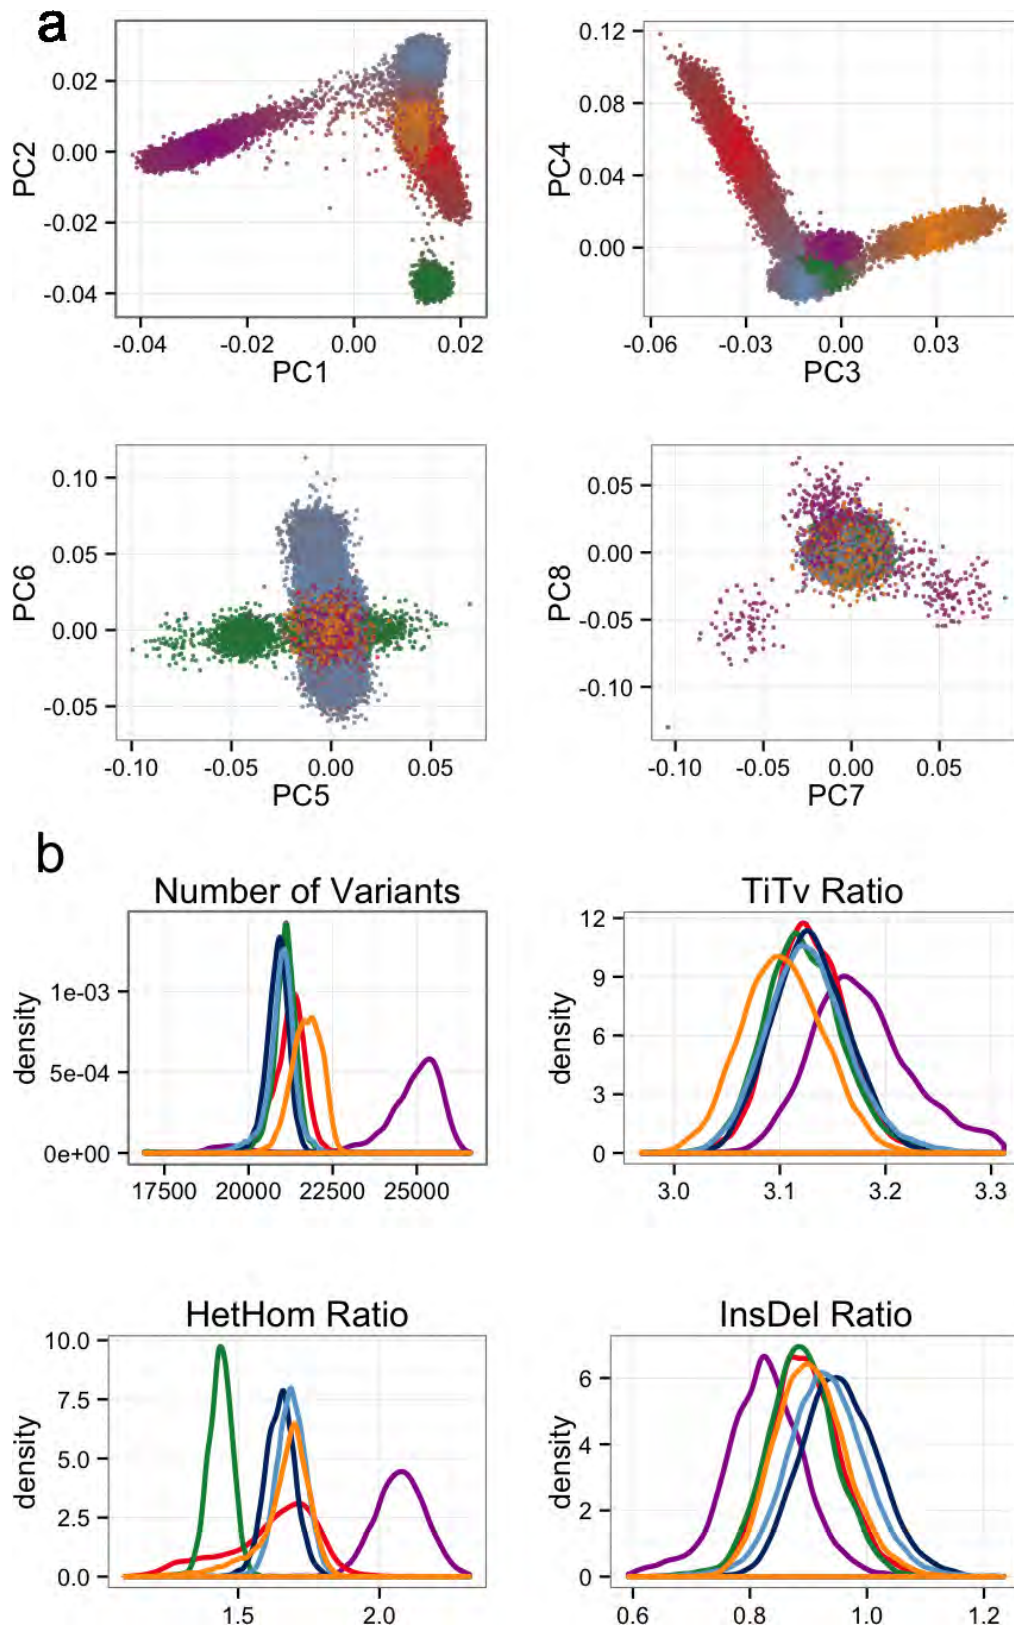 a
0.02
0.00
-0.02
-0.04
PC2
-0.04 -0.02 0.00 0.02
PC1
0.12
0.08
0.04
0.00
PC4
-0.06 -0.03 0.00 0.03
PC3
0.10
0.05
0.00
-0.05
PC6
-0.10 -0.05 0.00 0.05
PC5
0.05
0.00
-0.05
-0.10
PC8
-0.10 -0.05 0.00 0.05
PC7
b
Number of Variants
1e-03
5e-04
0e+00
density
17500 20000 22500 25000
TiTv Ratio
12
9
6
3
0
density
3.0 3.1 3.2 3.3
HetHom Ratio
10.0
7.5
5.0
2.5
0.0
density
1.5 2.0
InsDel Ratio
6
4
2
0
density
0.6 0.8 1.0 1.2